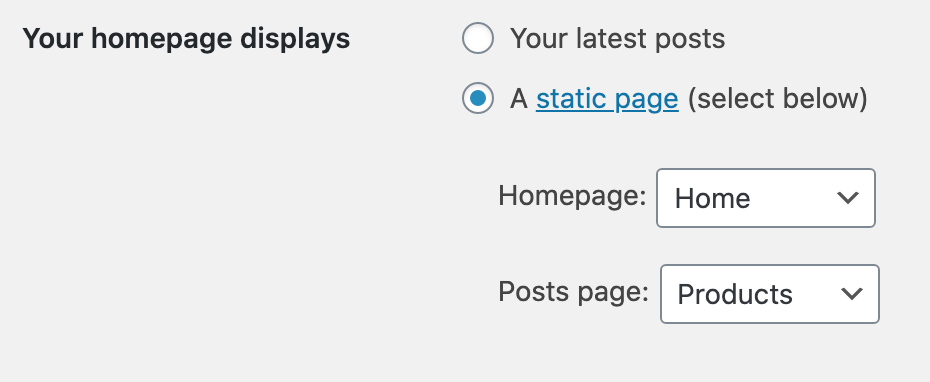 Your homepage displays
Your latest posts
A static page (select below)
Homepage: Home
Posts page: Products